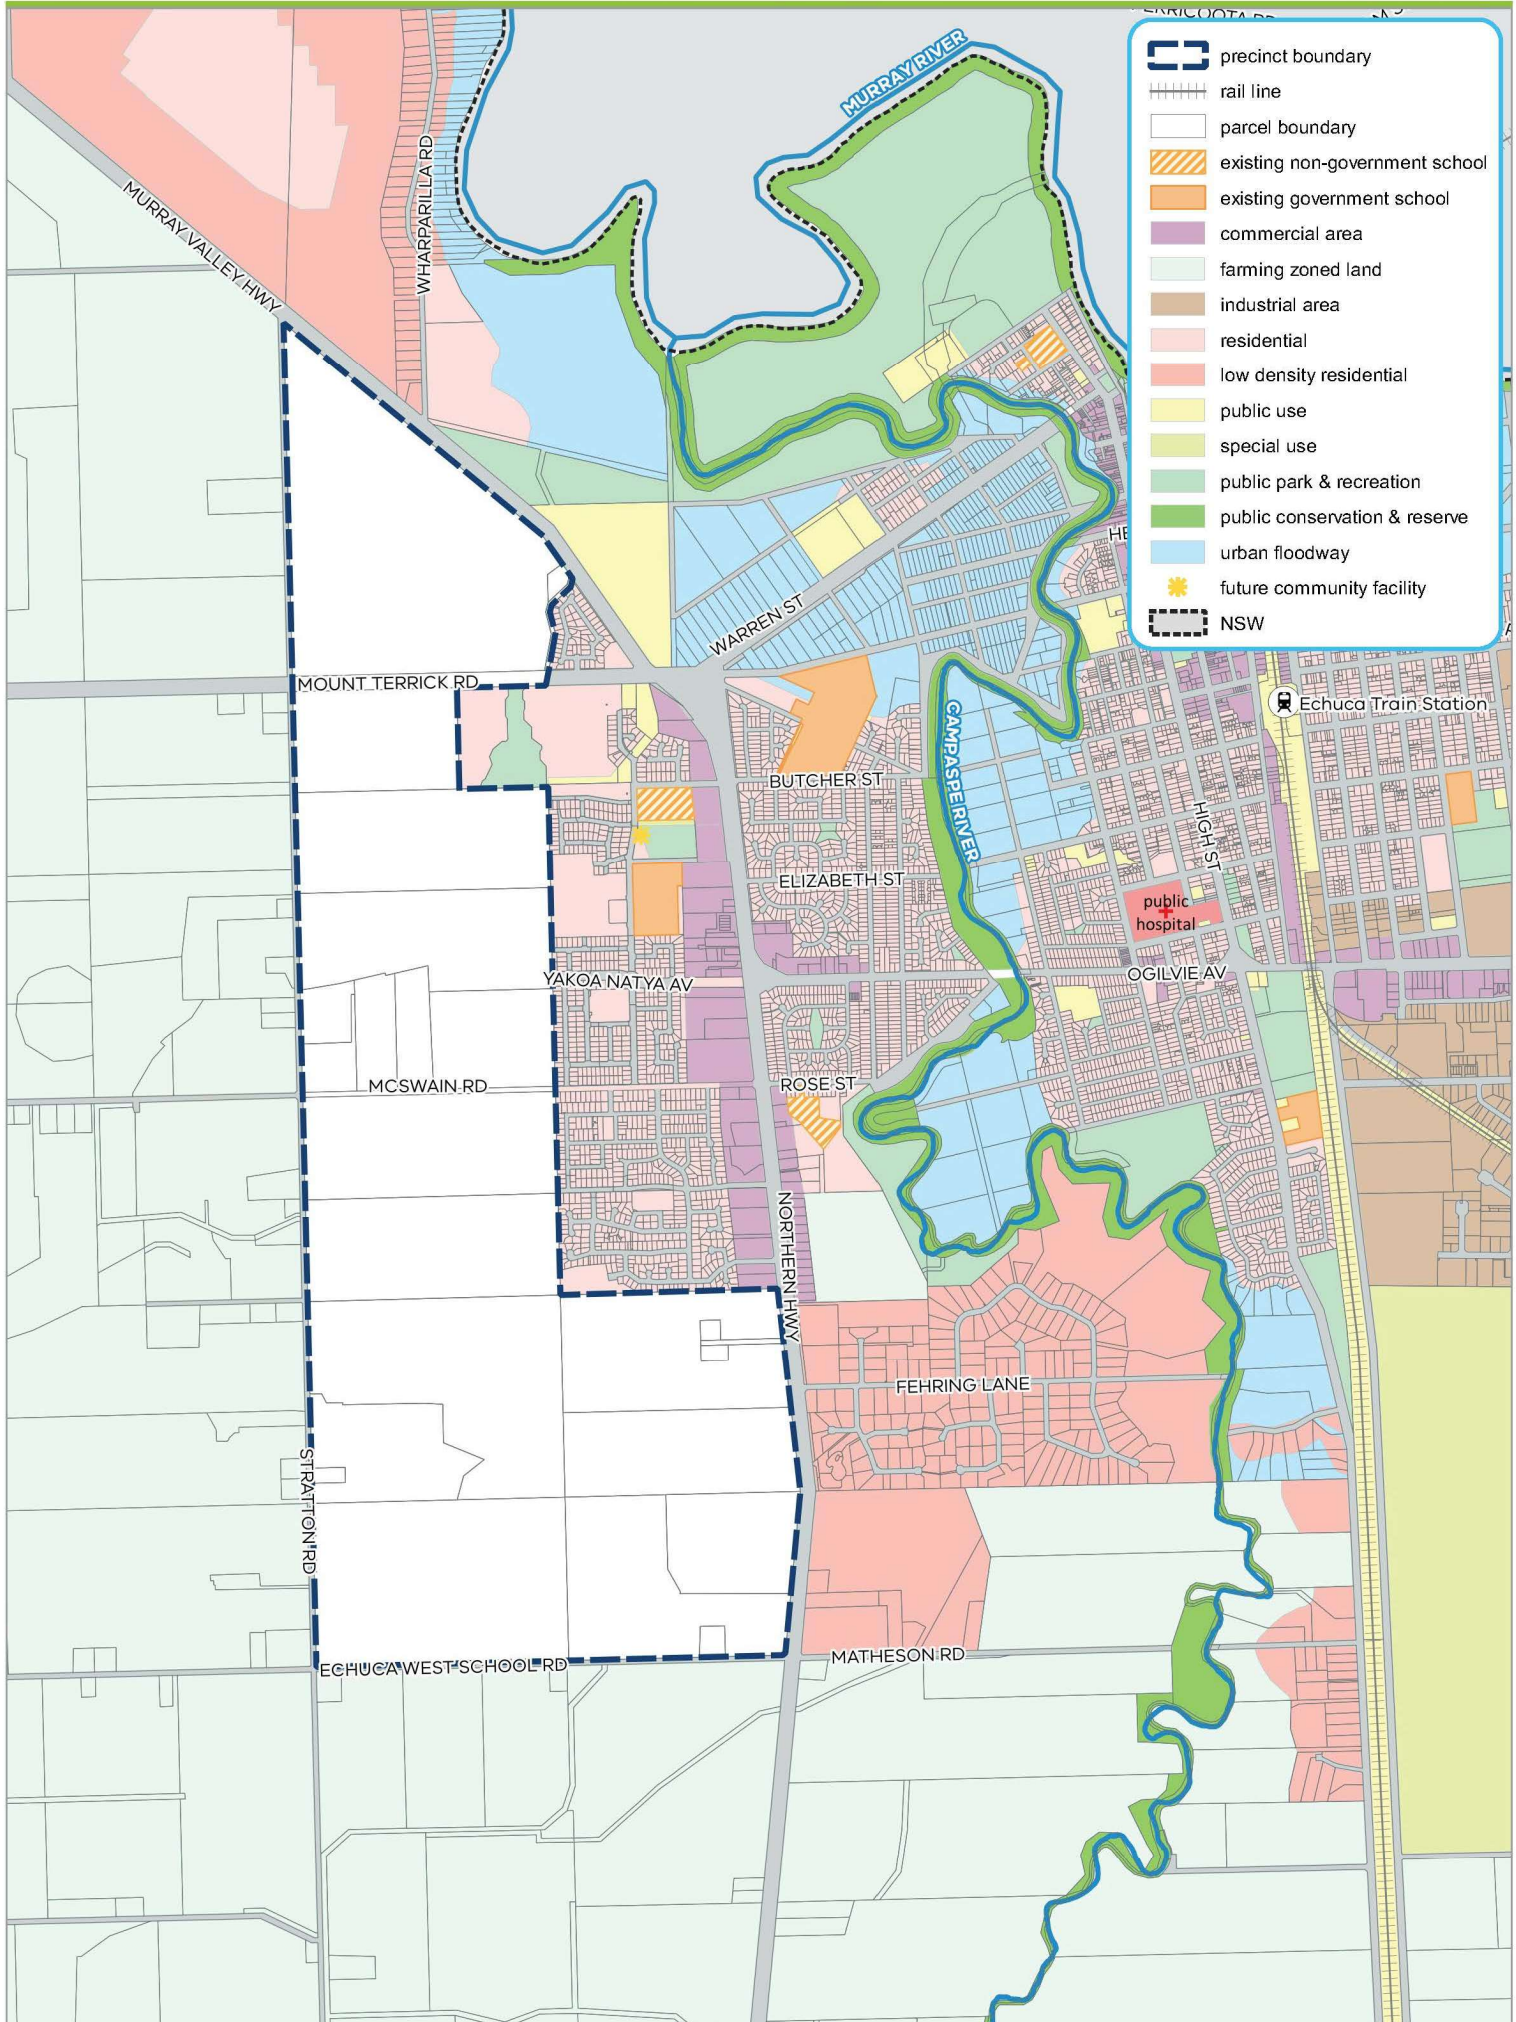 MURRAY RIVER
precinct boundary
rail line
parcel boundary
existing non-government school
existing government school
commercial area
farming zoned land
industrial area
residential
low density residential
public use
special use
public park & recreation
public conservation & reserve
urban floodway
future community facility
NSW
WHARPARILLA RD
MURRAY VALLEY HWY
WARREN ST
MOUNT TERRICK RD
CAMPASPE RIVER
Echuca Train Station
BUTCHER ST
HIGH ST
ELIZABETH ST
public
hospital
YAKOA NATYA AV
OGILVIE AV
MCSWAIN RD
ROSE ST
NORTHERN HWY
FEHRING LANE
STRATTON RD
ECHUCA WEST SCHOOL RD
MATHESON RD